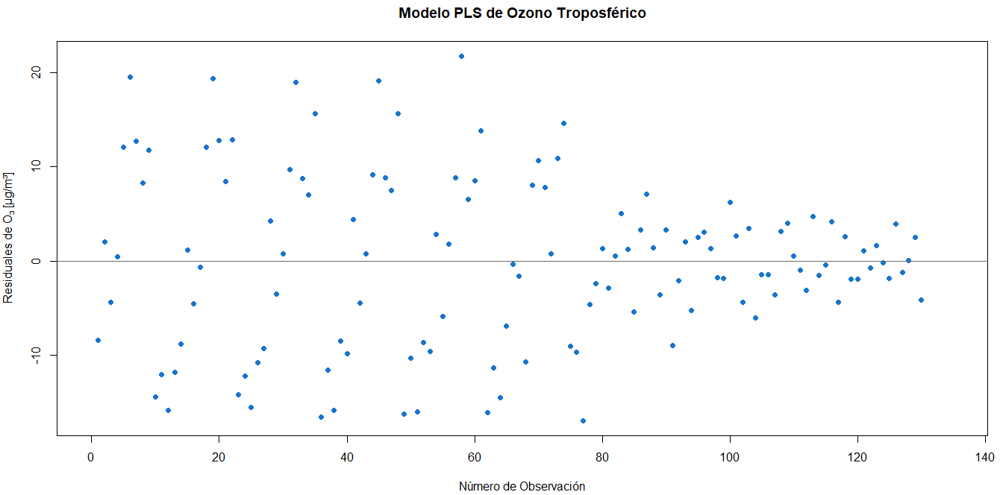 Modelo PLS de Ozono Troposférico
Residuales de O₃ [µg/m³]
20
10
0
-10
0 20 40 60 80 100 120 140
Número de Observación